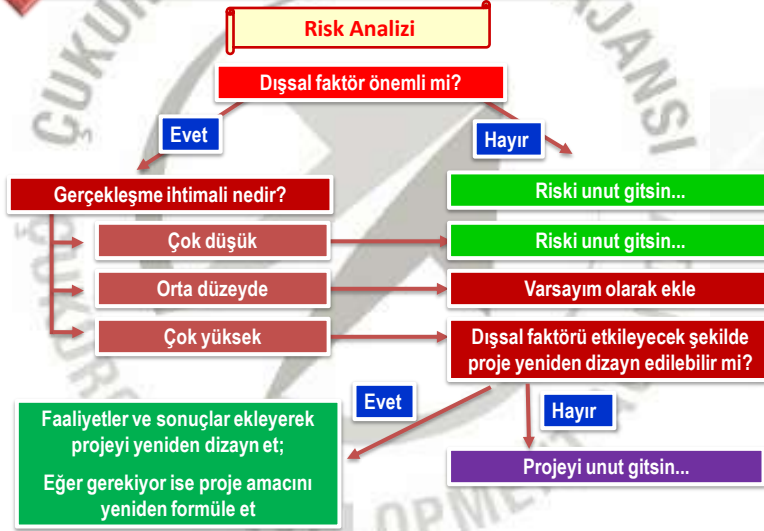 Risk Analizi
Dışsal faktör önemli mi?
Evet
Hayır
Gerçekleşme ihtimali nedir?
Riski unut gitsin...
Çok düşük
Riski unut gitsin...
Orta düzeyde
Varsayım olarak ekle
Çok yüksek
Dışsal faktörü etkileyecek şekilde
proje yeniden dizayn edilebilir mi?
Evet
Hayır
Faaliyetler ve sonuçlar ekleyerek
projeyi yeniden dizayn et;
Eğer gerekiyor ise proje amacını
yeniden formüle et
Projeyi unut gitsin...